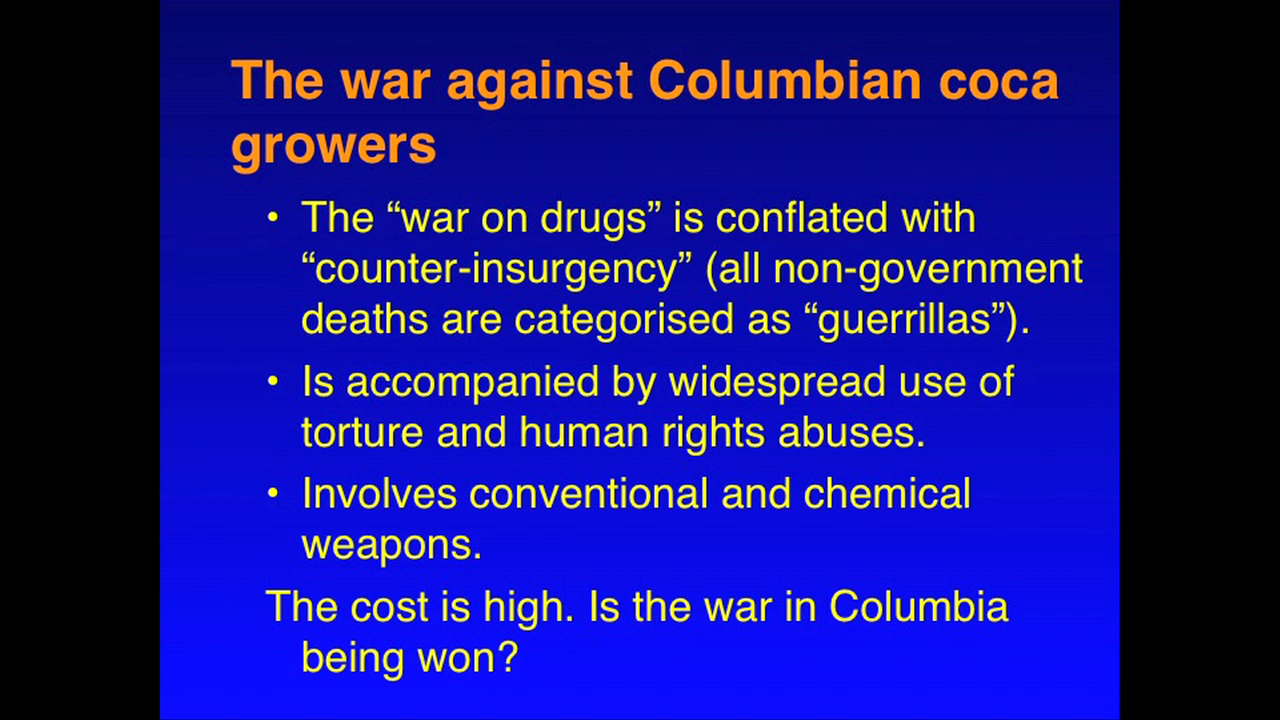 The war against Columbian coca
growers
• The “war on drugs” is conflated with
“counter-insurgency” (all non-government
deaths are categorised as “guerrillas”).
• Is accompanied by widespread use of
torture and human rights abuses.
• Involves conventional and chemical
weapons.
The cost is high. Is the war in Columbia
being won?